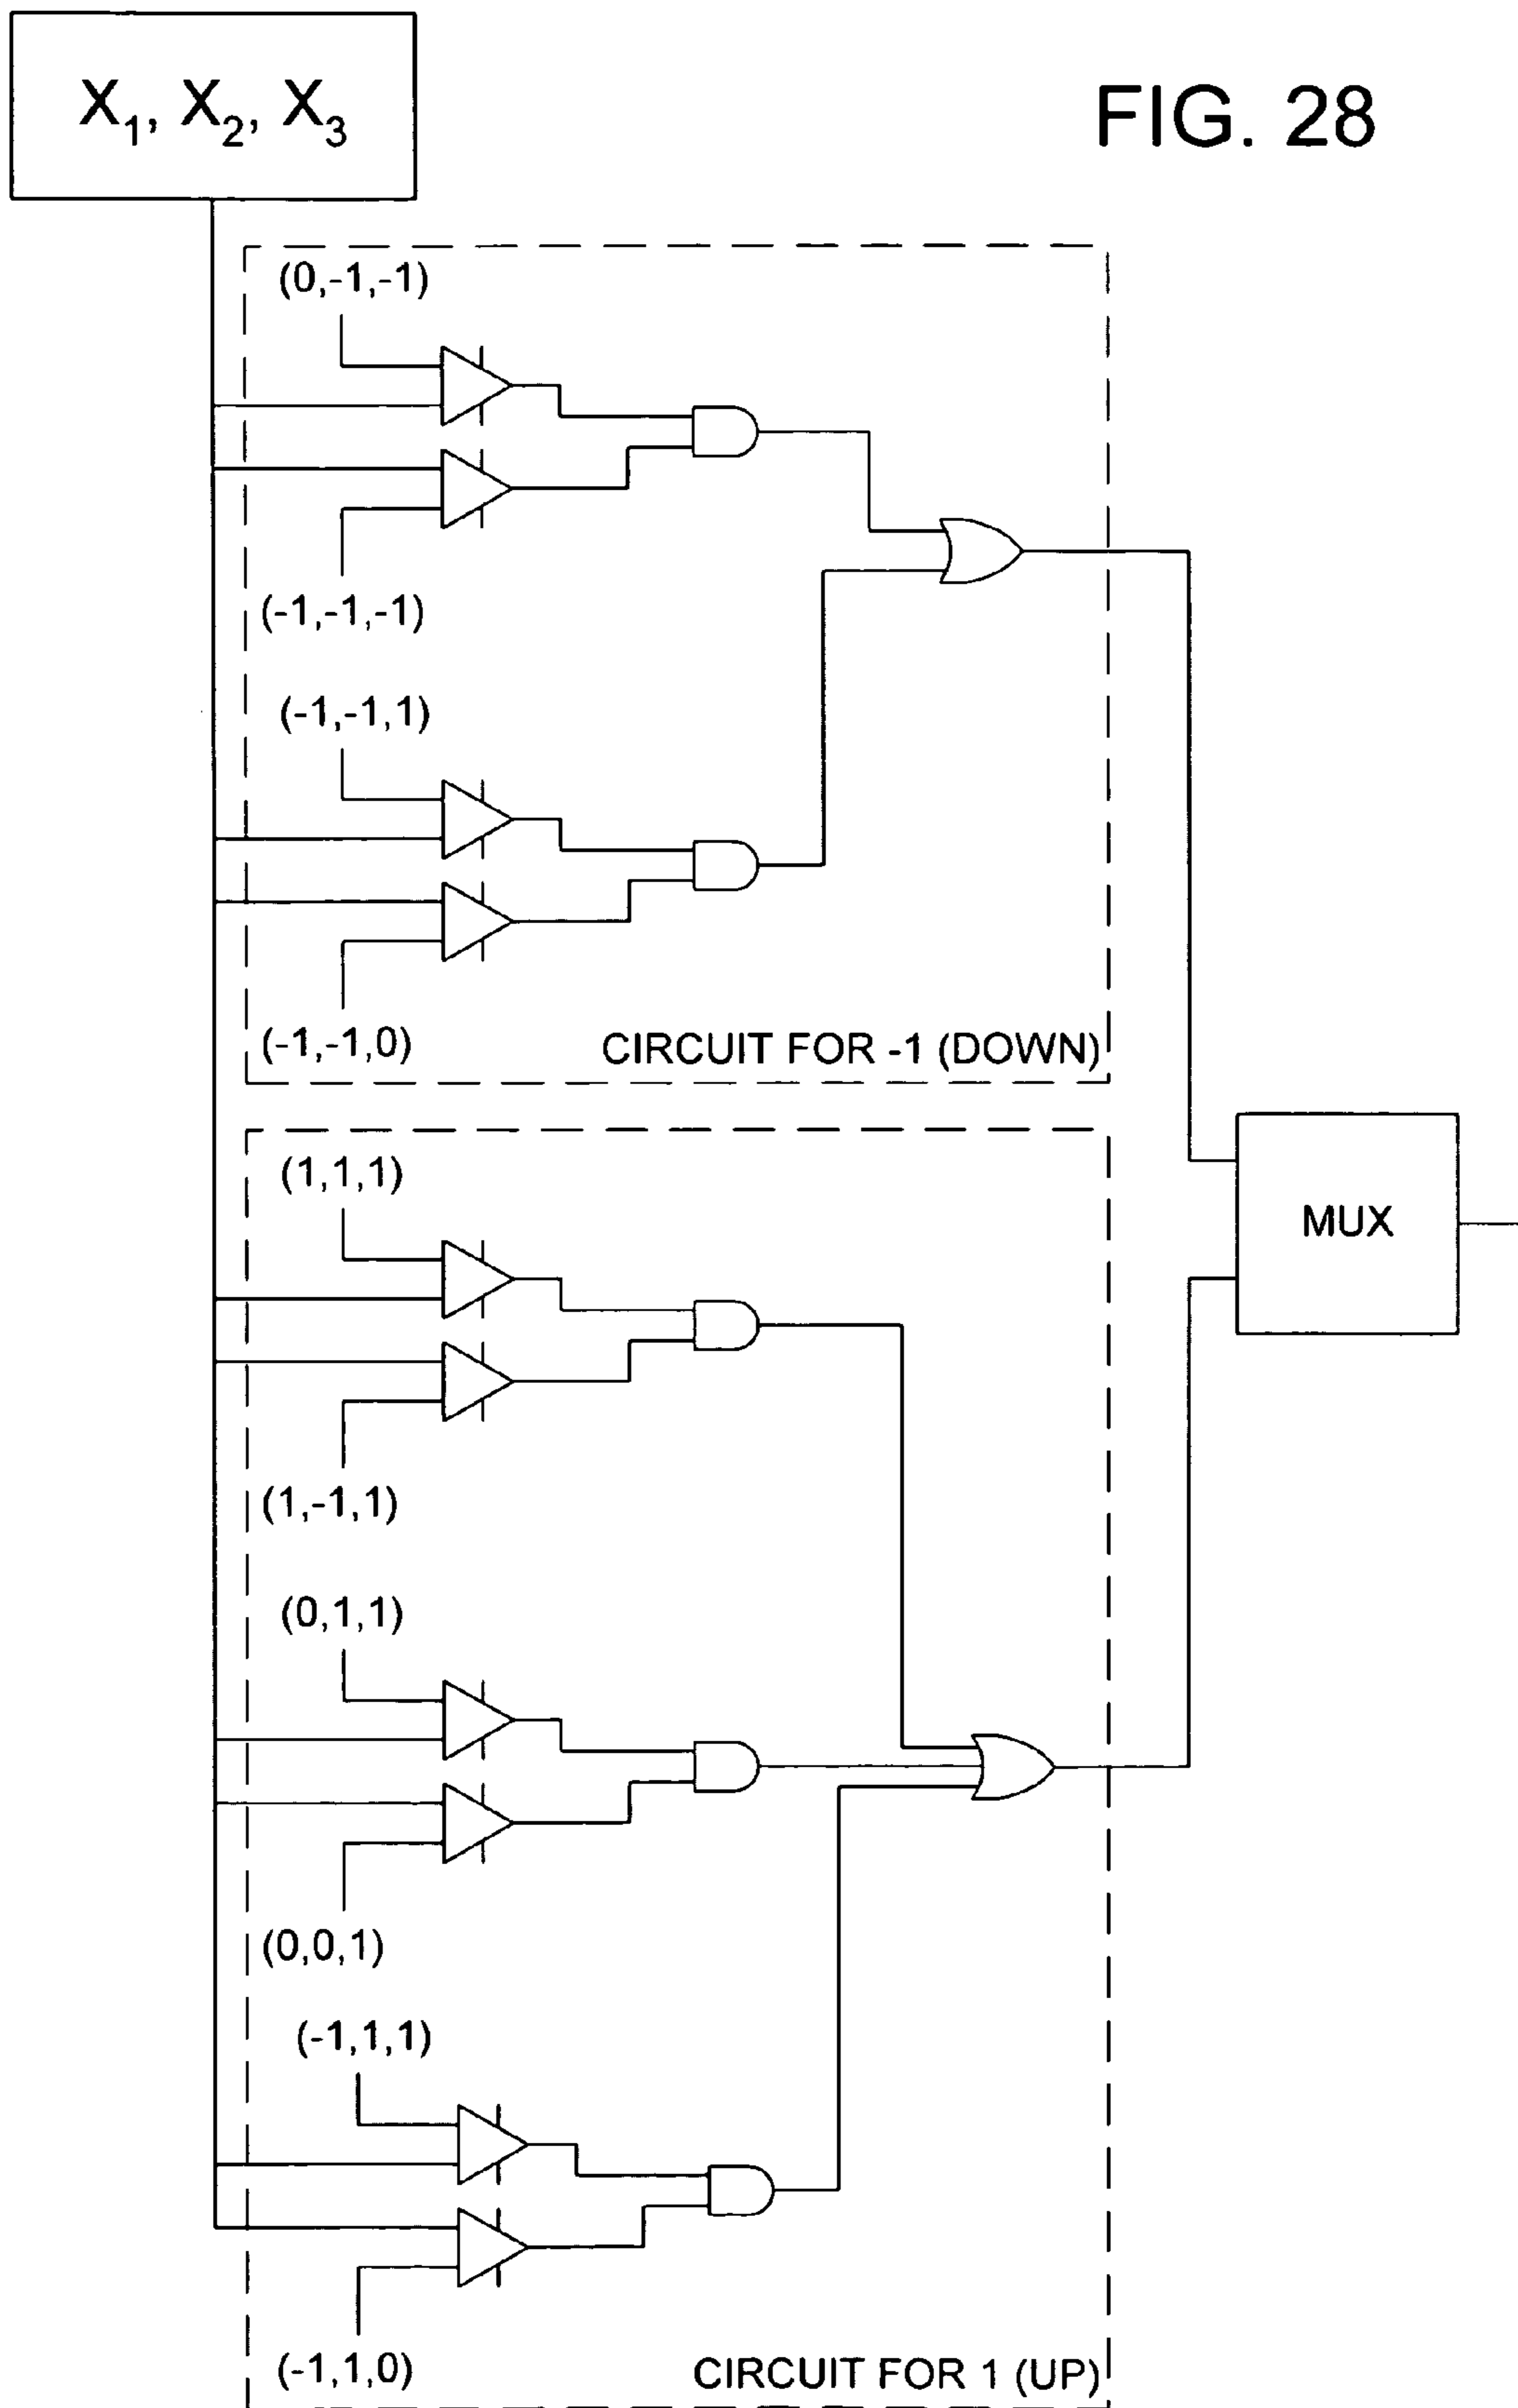 X₁, X₂, X₃
FIG. 28
(0,-1,-1)
(-1,-1,-1)
(-1,-1,1)
(-1,-1,0)
CIRCUIT FOR -1 (DOWN)
(1,1,1)
MUX
(1,-1,1)
(0,1,1)
(0,0,1)
(-1,1,1)
(-1,1,0)
CIRCUIT FOR 1 (UP)